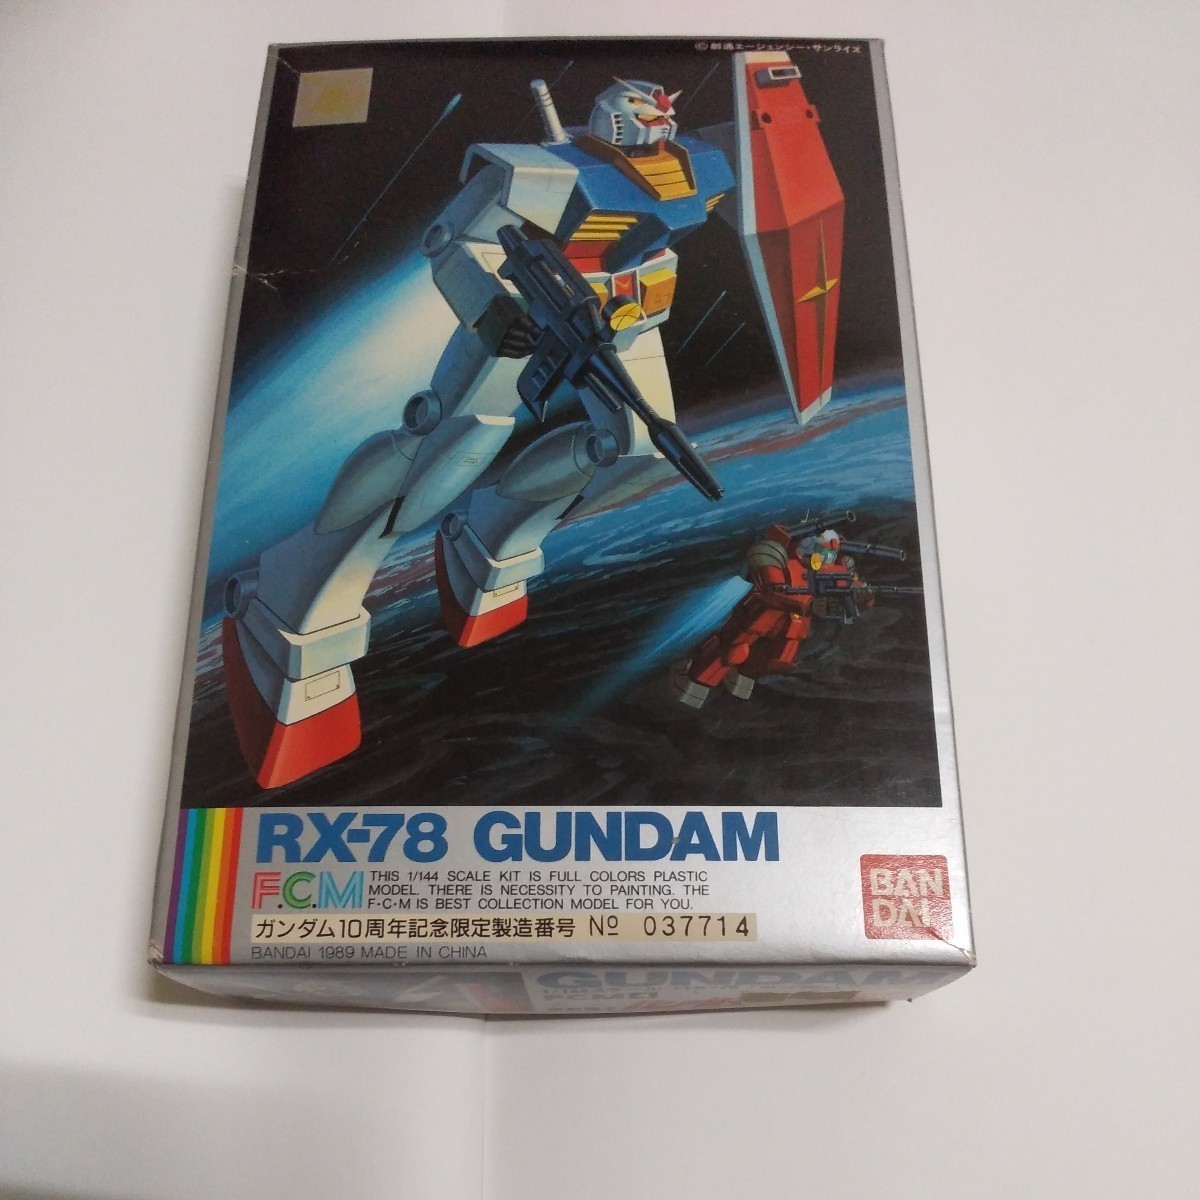 ©創通エージェンシー・サンライズ
RX-78 GUNDAM
F.C.M
THIS 1/144 SCALE KIT IS FULL COLORS PLASTIC
MODEL. THERE IS NECESSITY TO PAINTING. THE
F·C·M IS BEST COLLECTION MODEL FOR YOU.
ガンダム10周年記念限定製造番号 № 037714
BANDAI 1989 MADE IN CHINA
BAN
DAI
GUNDAM